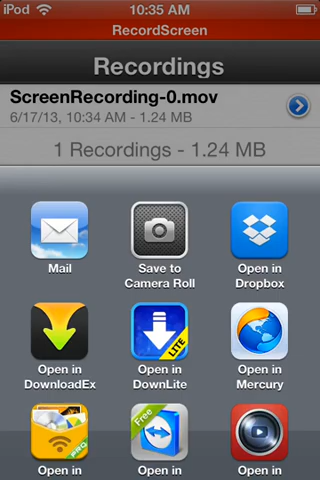 iPod 10:35 AM
RecordScreen
Recordings
ScreenRecording-0.mov
6/17/13, 10:34 AM - 1.24 MB
1 Recordings - 1.24 MB
Mail
Save to
Camera Roll
Open in
Dropbox
LITE
Open in
DownloadEx
Open in
DownLite
Open in
Mercury
PRO
Free
Open in
Open in
Open in